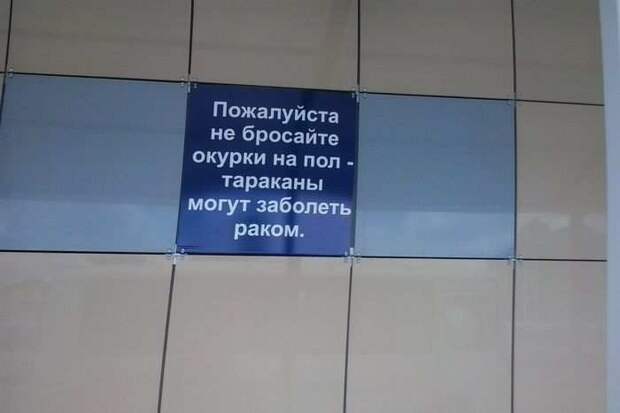 Пожалуйста
не бросайте
окурки на пол -
тараканы
могут заболеть
раком.